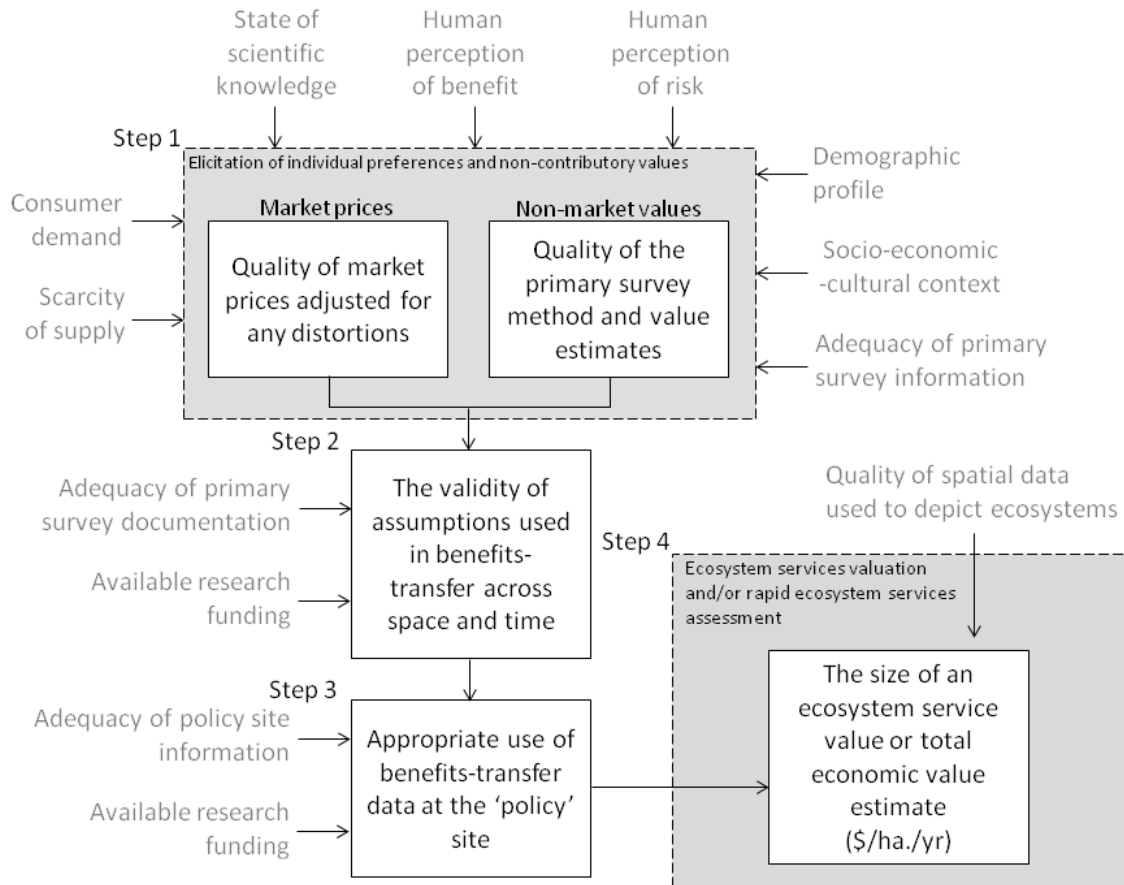 State of
scientific
knowledge
Human
perception
of benefit
Human
perception
of risk
Step 1
Elicitation of individual preferences and non-contributory values
Consumer
demand
Scarcity
of supply
Market prices
Quality of market
prices adjusted for
any distortions
Non-market values
Quality of the
primary survey
method and value
estimates
Demographic
profile
Socio-economic
-cultural context
Adequacy of primary
survey information
Step 2
Adequacy of primary
survey documentation
Available research
funding
The validity of
assumptions used
in benefits-
transfer across
space and time
Step 3
Adequacy of policy site
information
Available research
funding
Appropriate use of
benefits-transfer
data at the ‘policy’
site
Quality of spatial data
used to depict ecosystems
Step 4
Ecosystem services valuation
and/or rapid ecosystem services
assessment
The size of an
ecosystem service
value or total
economic value
estimate
($/ha./yr)